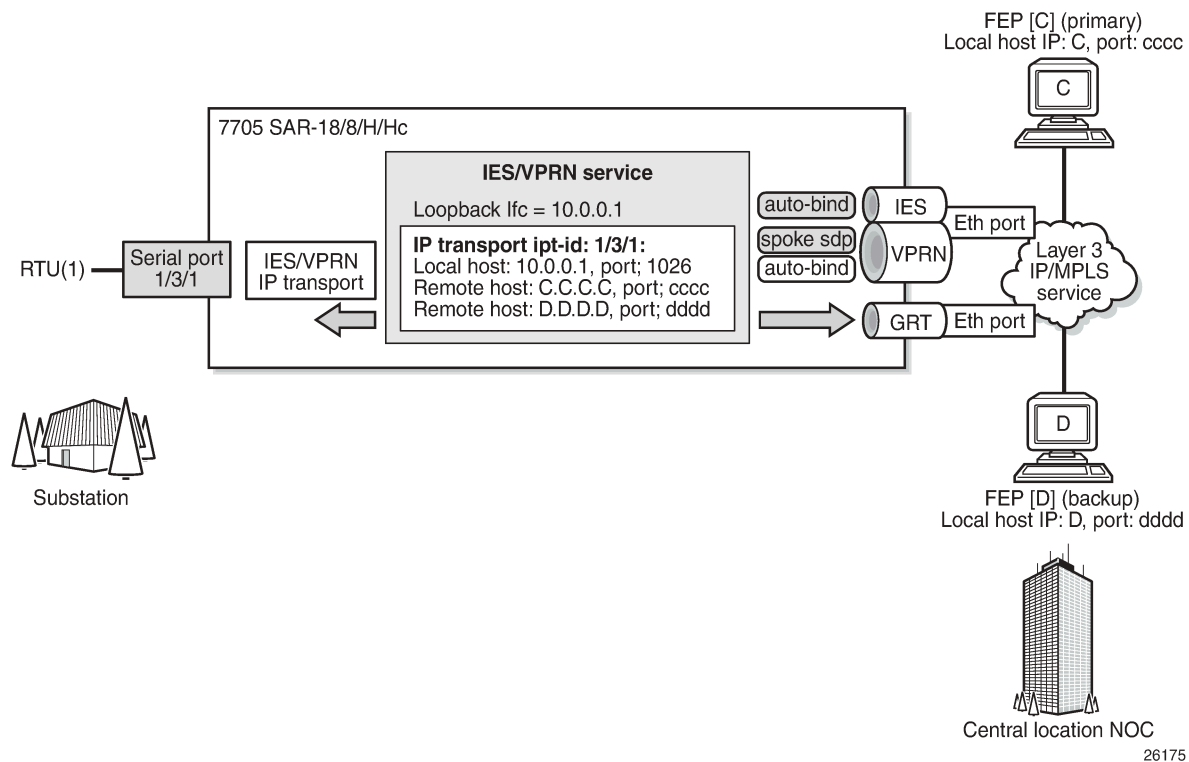 FEP [C] (primary)
Local host IP: C, port: cccc
C
7705 SAR-18/8/H/Hc
IES/VPRN service
Loopback Ifc = 10.0.0.1
IP transport ipt-id: 1/3/1:
Local host: 10.0.0.1, port; 1026
Remote host: C.C.C.C, port; cccc
Remote host: D.D.D.D, port; dddd
RTU(1)
Serial port
1/3/1
IES/VPRN
IP transport
auto-bind
spoke sdp
auto-bind
IES
VPRN
GRT
Eth port
Eth port
Layer 3
IP/MPLS
service
D
FEP [D] (backup)
Local host IP: D, port: dddd
Substation
Central location NOC
26175